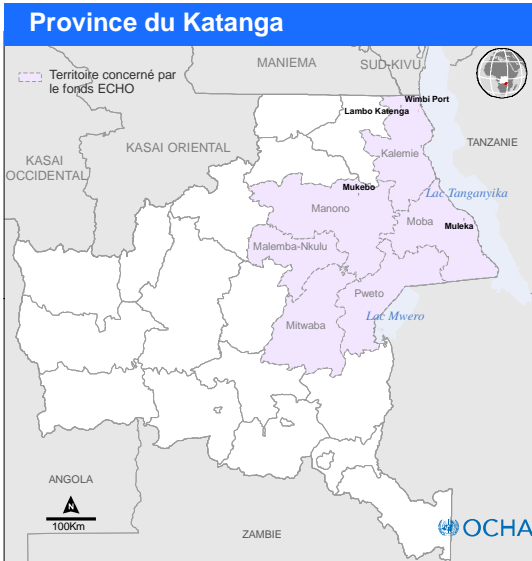 Province du Katanga
MANIEMA
SUD-KIVU
Territoire concerné par
le fonds ECHO
Wimbi Port
Lambo Katenga
TANZANIE
KASAI ORIENTAL
Kalemie
KASAI
OCCIDENTAL
Mukebo
Lac Tanganyika
Manono
Moba
Muleka
Malemba-Nkulu
Pweto
Lac Mwero
Mitwaba
ANGOLA
N
100Km
ZAMBIE
OCHA